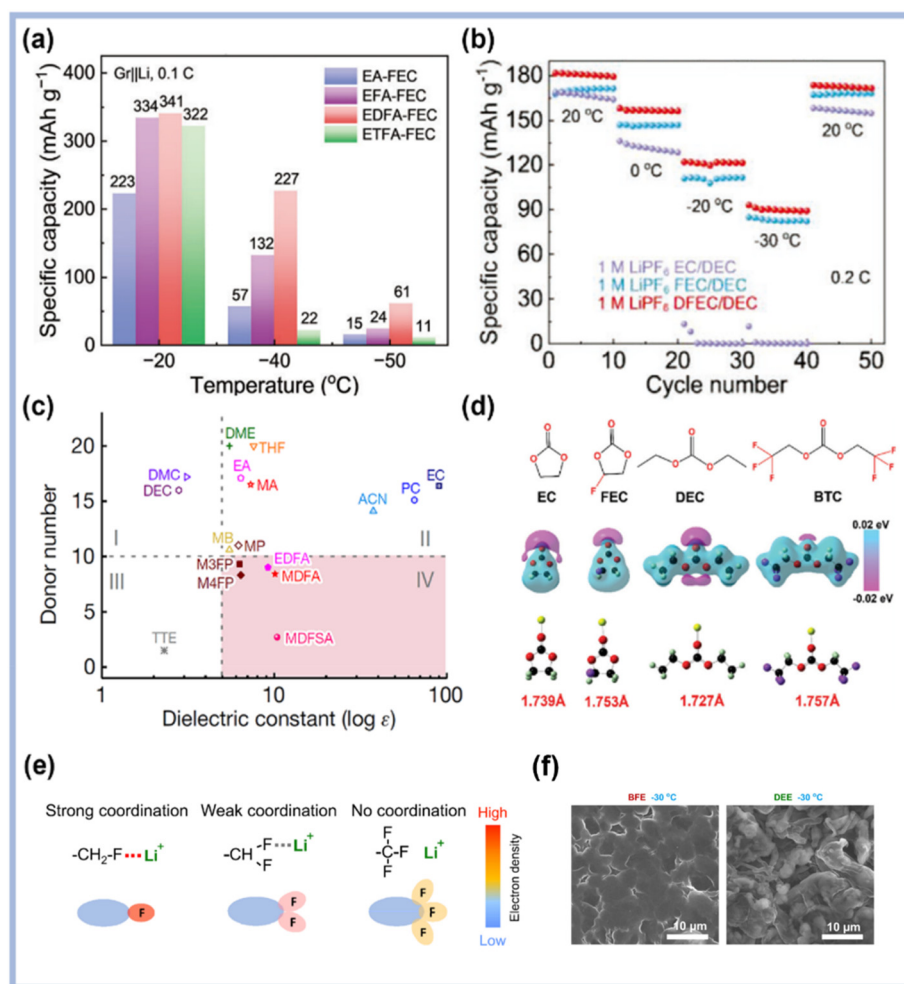 (a)
Specific capacity (mAh g⁻¹)
400
300
200
100
0
Gr||Li, 0.1 C
EA-FEC
EFA-FEC
EDFA-FEC
ETFA-FEC
223
334
341
322
57
132
227
22
15
24
61
11
−20
−40
−50
Temperature (°C)
(b)
Specific capacity (mAh g⁻¹)
180
150
120
90
60
30
0
20 °C
0 °C
-20 °C
-30 °C
20 °C
1 M LiPF₆ EC/DEC
1 M LiPF₆ FEC/DEC
1 M LiPF₆ DFEC/DEC
0.2 C
0
10
20
30
40
50
Cycle number
(c)
Donor number
20
15
10
5
0
DME
THF
DMC
DEC
EA
MA
ACN
PC
EC
I
II
MB
MP
M3FP
M4FP
EDFA
MDFA
III
IV
MDFSA
TTE
1
10
100
Dielectric constant (log ε)
(d)
O
O
O
O
O
O
F
O
O
O
F
F
F
O
O
O
F
F
F
EC
FEC
DEC
BTC
0.02 eV
-0.02 eV
1.739Å
1.753Å
1.727Å
1.757Å
(e)
Strong coordination
Weak coordination
No coordination
-CH₂-F
Li⁺
-CH
F
F
Li⁺
F
-C-F
F
Li⁺
F
F
F
F
F
F
High
Electron density
Low
(f)
BFE -30 °C
DEE -30 °C
10 µm
10 µm